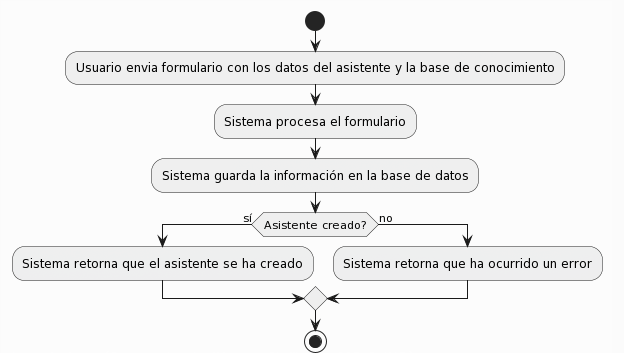 Usuario envia formulario con los datos del asistente y la base de conocimiento
Sistema procesa el formulario
Sistema guarda la información en la base de datos
sí
Asistente creado?
no
Sistema retorna que el asistente se ha creado
Sistema retorna que ha ocurrido un error